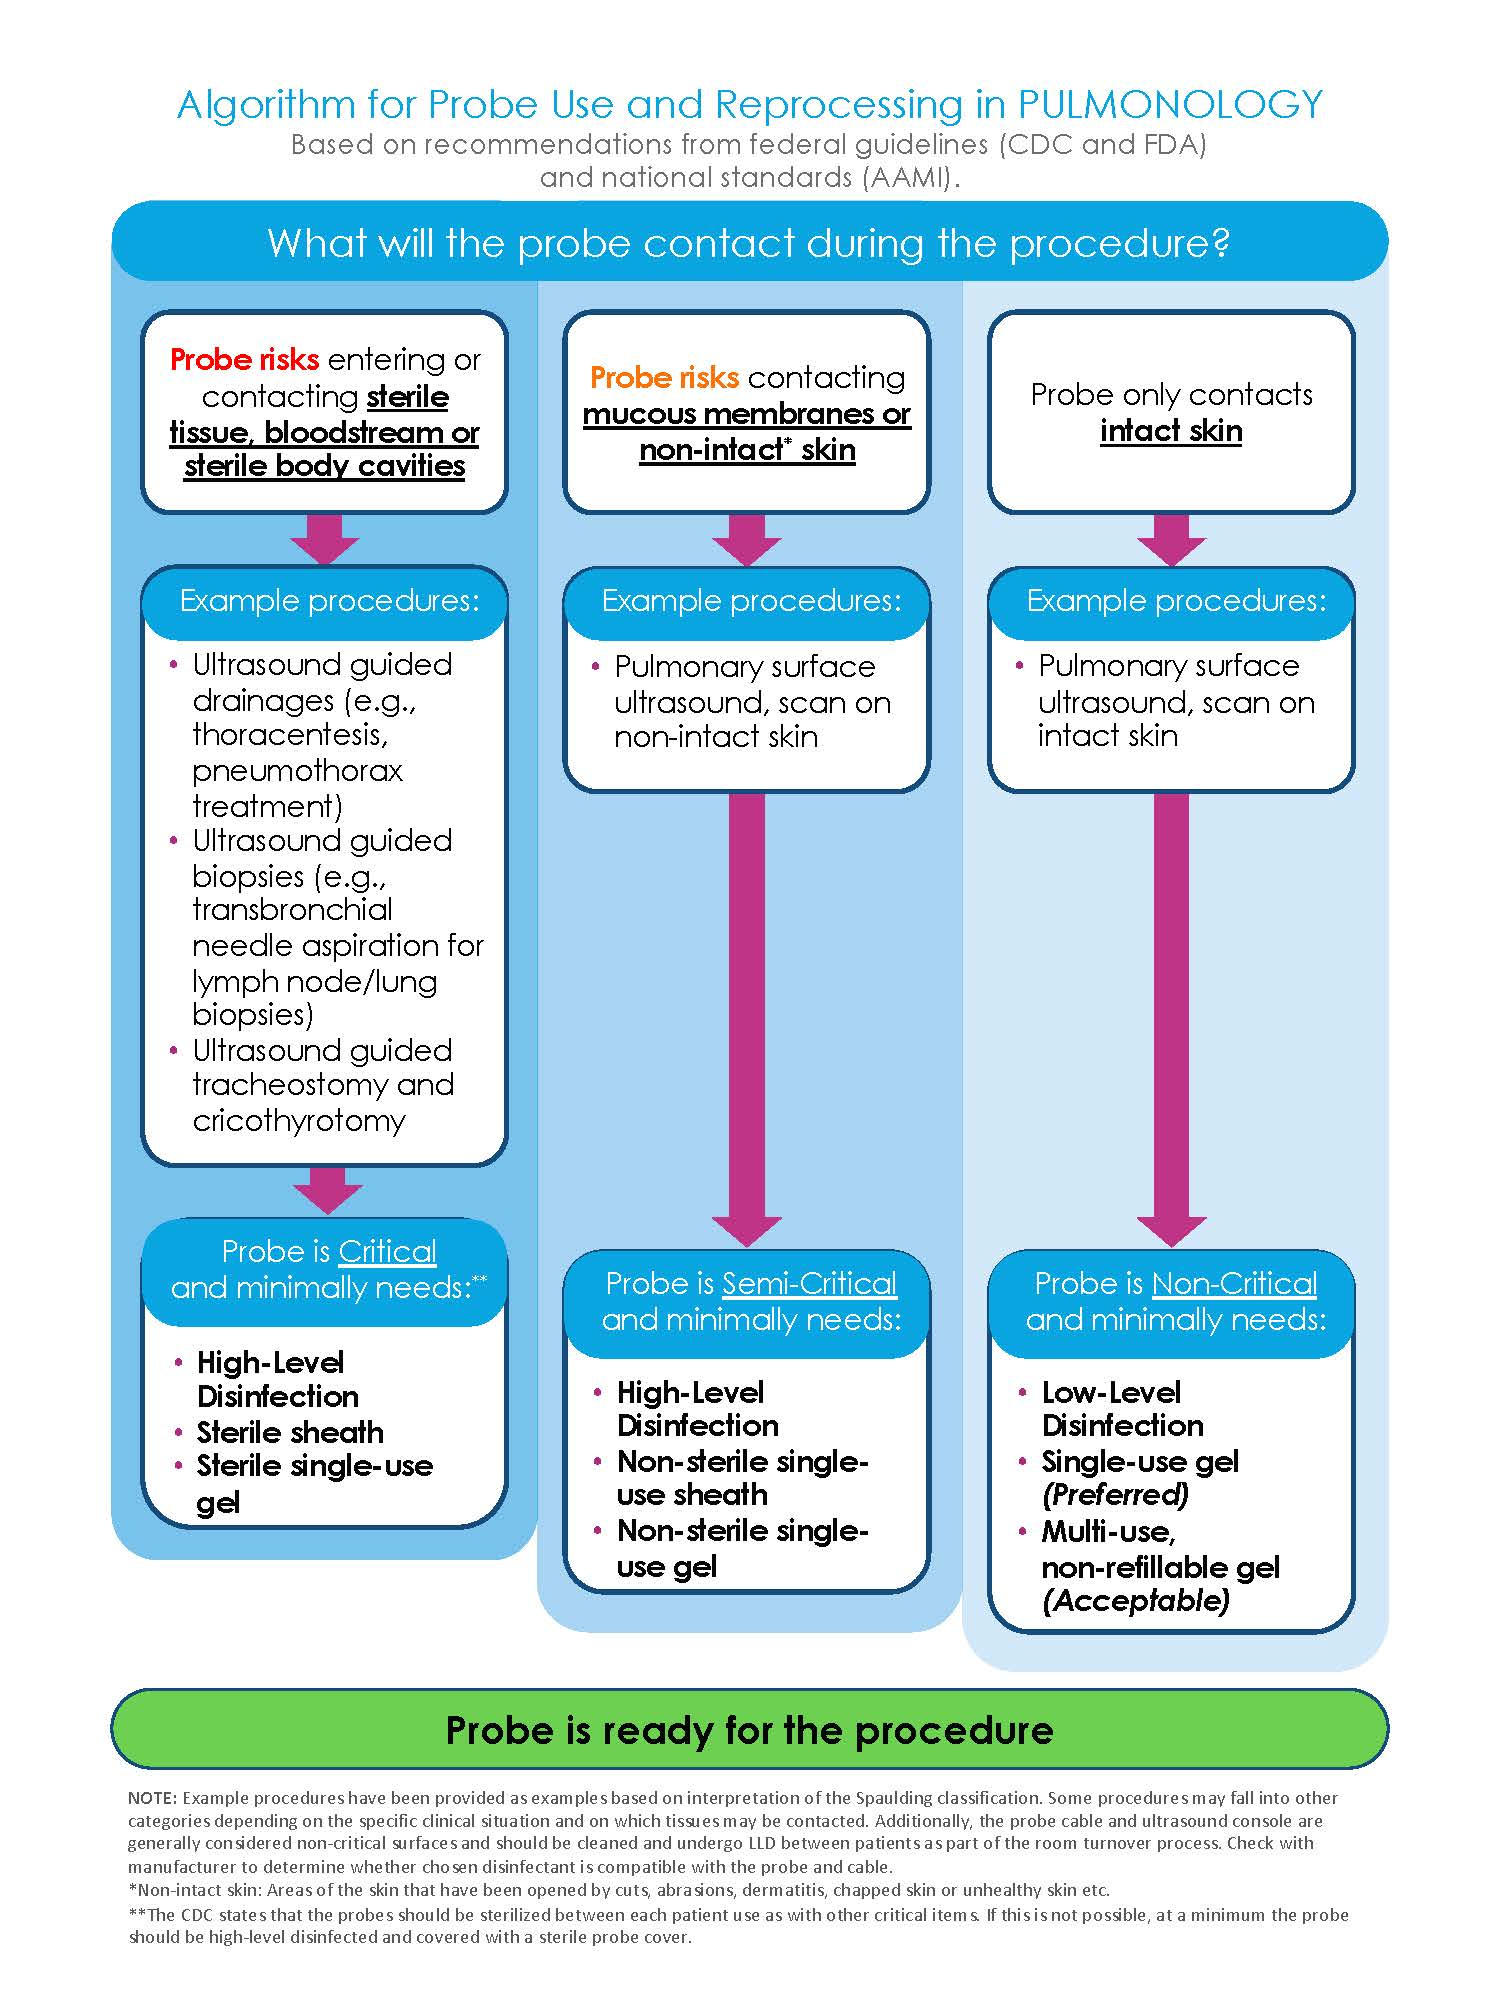 Algorithm for Probe Use and Reprocessing in PULMONOLOGY
Based on recommendations from federal guidelines (CDC and FDA)
and national standards (AAMI).
What will the probe contact during the procedure?
Probe risks entering or
contacting sterile
tissue, bloodstream or
sterile body cavities
Example procedures:
• Ultrasound guided
drainages (e.g.,
thoracentesis,
pneumothorax
treatment)
• Ultrasound guided
biopsies (e.g.,
transbronchial
needle aspiration for
lymph node/lung
biopsies)
• Ultrasound guided
tracheostomy and
cricothyrotomy
Probe is Critical
and minimally needs:**
• High-Level
Disinfection
• Sterile sheath
• Sterile single-use
gel
Probe risks contacting
mucous membranes or
non-intact* skin
Example procedures:
• Pulmonary surface
ultrasound, scan on
non-intact skin
Probe is Semi-Critical
and minimally needs:
• High-Level
Disinfection
• Non-sterile single-
use sheath
• Non-sterile single-
use gel
Probe only contacts
intact skin
Example procedures:
• Pulmonary surface
ultrasound, scan on
intact skin
Probe is Non-Critical
and minimally needs:
• Low-Level
Disinfection
• Single-use gel
(Preferred)
• Multi-use,
non-refillable gel
(Acceptable)
Probe is ready for the procedure
NOTE: Example procedures have been provided as examples based on interpretation of the Spaulding classification. Some procedures may fall into other
categories depending on the specific clinical situation and on which tissues may be contacted. Additionally, the probe cable and ultrasound console are
generally considered non-critical surfaces and should be cleaned and undergo LLD between patients as part of the room turnover process. Check with
manufacturer to determine whether chosen disinfectant is compatible with the probe and cable.
*Non-intact skin: Areas of the skin that have been opened by cuts, abrasions, dermatitis, chapped skin or unhealthy skin etc.
**The CDC states that the probes should be sterilized between each patient use as with other critical items. If this is not possible, at a minimum the probe
should be high-level disinfected and covered with a sterile probe cover.